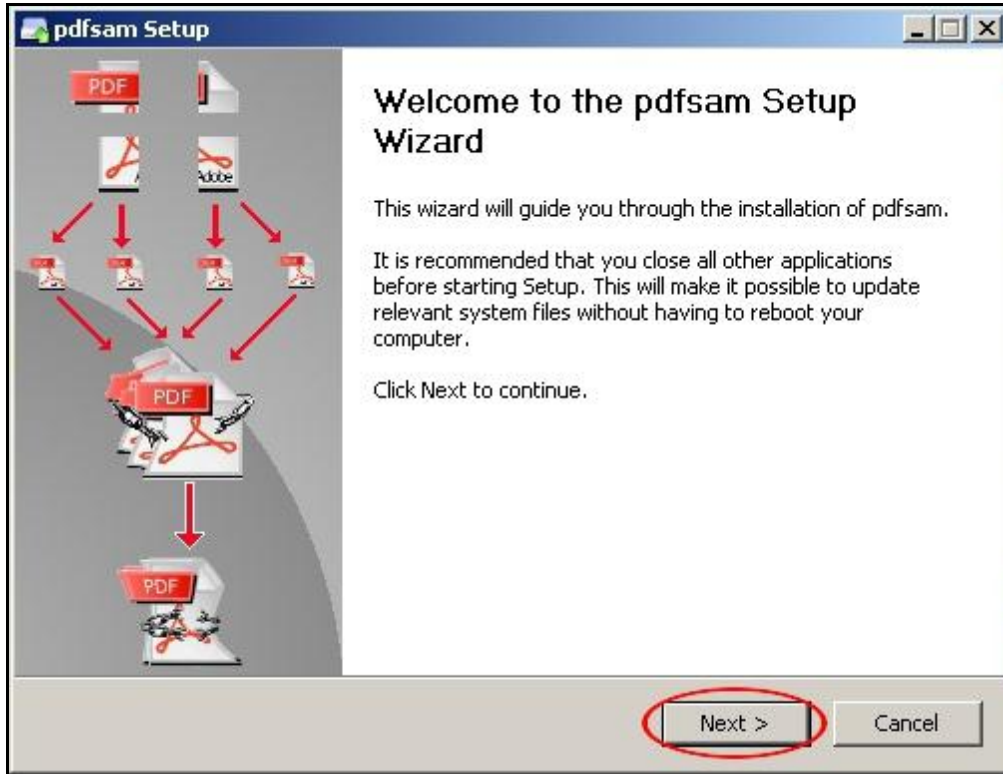 pdfsam Setup
PDF
Adobe
PDF
PDF
Welcome to the pdfsam Setup
Wizard
This wizard will guide you through the installation of pdfsam.
It is recommended that you close all other applications
before starting Setup. This will make it possible to update
relevant system files without having to reboot your
computer.
Click Next to continue.
Next >
Cancel